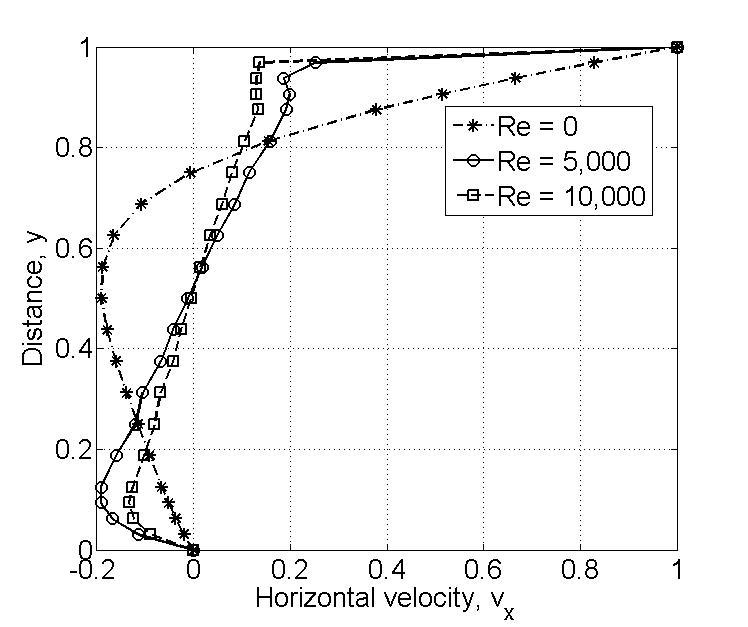 1
0.8
0.6
0.4
0.2
0
Distance, y
Re = 0
Re = 5,000
Re = 10,000
-0.2 0 0.2 0.4 0.6 0.8 1
Horizontal velocity, vx